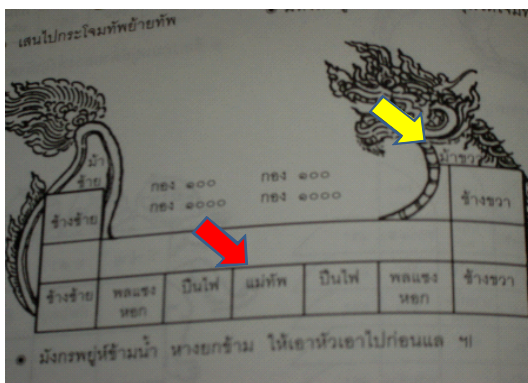 เสนไปกระโจมทัพย้ายทัพ
ม้า
ซ้าย
กอง ๑๐๐ กอง ๑๐๐
กอง ๑๐๐๐ กอง ๑๐๐๐
ม้าขวา
ช้างซ้าย
ช้างขวา
ช้างซ้าย พลแซงหอก ปืนไฟ แม่ทัพ ปืนไฟ พลแซงหอก ช้างขวา
๏ มังกรพยู่ห์ข้ามน้ำ หางยกข้าม ให้เอาหัวเอาไปก่อนแล ฯ